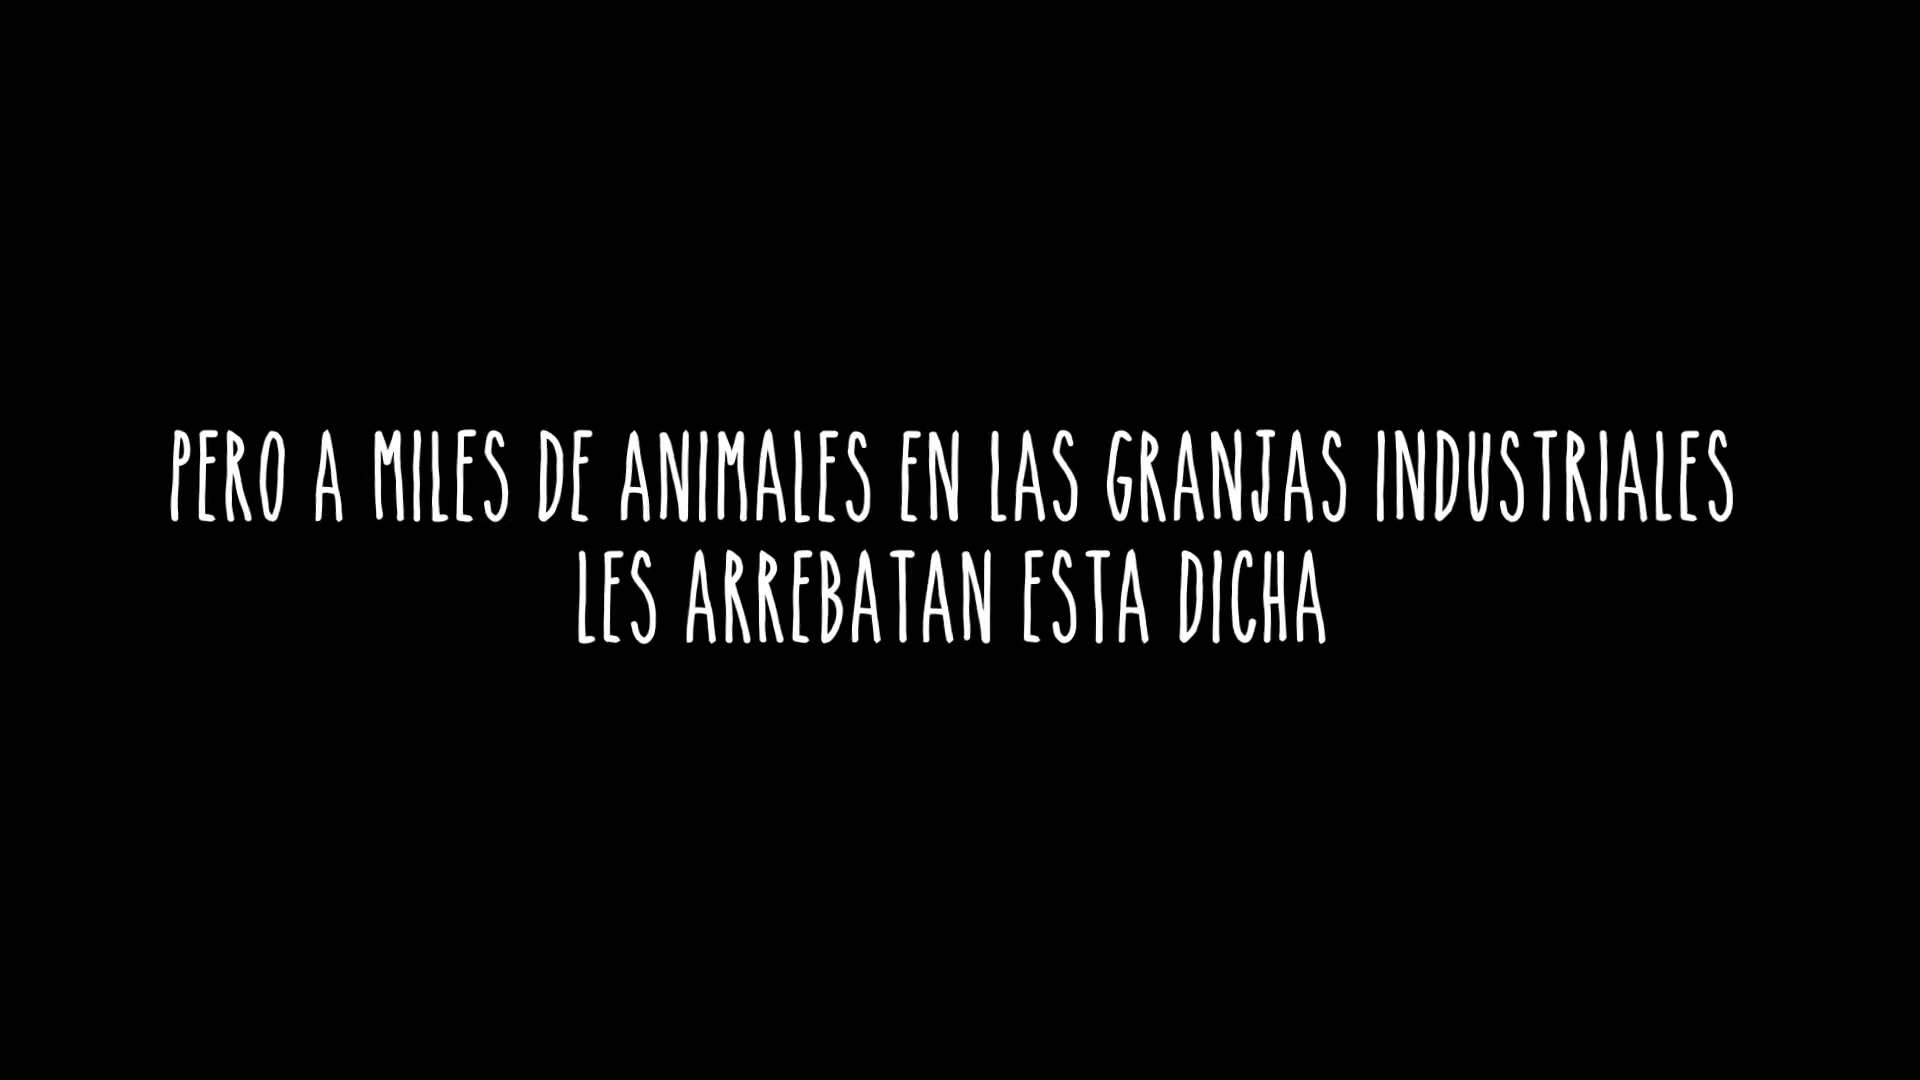 PERO A MILES DE ANIMALES EN LAS GRANJAS INDUSTRIALES
LES ARREBATAN ESTA DICHA